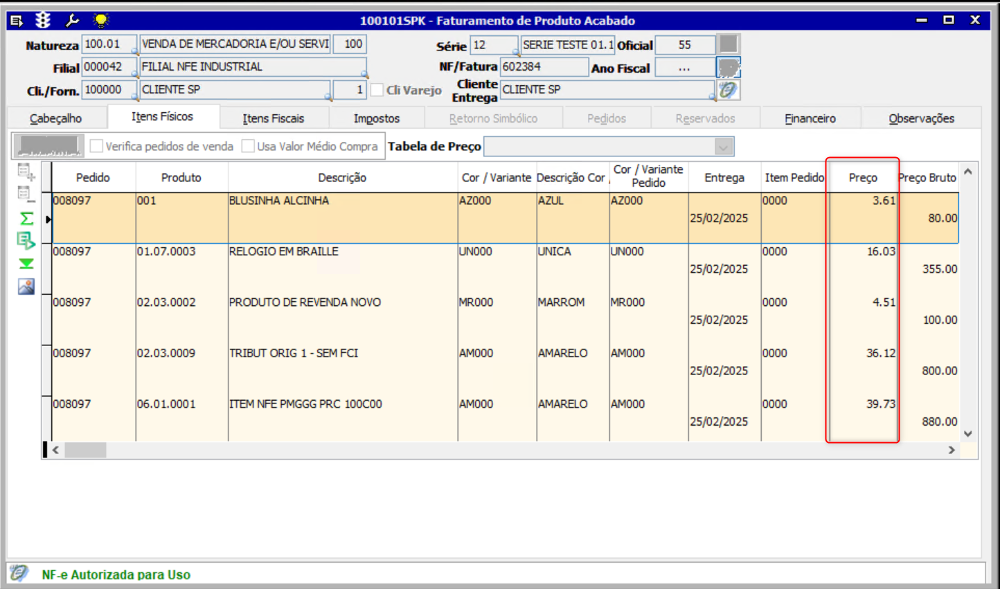 100101SPK - Faturamento de Produto Acabado
Natureza 100.01 VENDA DE MERCADORIA E/OU SERVI 100 Série 12 SERIE TESTE 01.1 Oficial 55
Filial 000042 FILIAL NFE INDUSTRIAL NF/Fatura 602384 Ano Fiscal ...
Cli./Forn. 100000 CLIENTE SP 1 Cli Varejo Cliente Entrega CLIENTE SP
Cabeçalho Itens Físicos Itens Fiscais Impostos Retorno Simbólico Pedidos Reservados Financeiro Observações
Verifica pedidos de venda Usa Valor Médio Compra Tabela de Preço
Pedido Produto Descrição Cor / Variante Descrição Cor Cor / Variante Pedido Entrega Item Pedido Preço Preço Bruto
008097 001 BLUSINHA ALCINHA AZ000 AZUL AZ000 25/02/2025 0000 3.61 80.00
008097 01.07.0003 RELOGIO EM BRAILLE UN000 UNICA UN000 25/02/2025 0000 16.03 355.00
008097 02.03.0002 PRODUTO DE REVENDA NOVO MR000 MARROM MR000 25/02/2025 0000 4.51 100.00
008097 02.03.0009 TRIBUT ORIG 1 - SEM FCI AM000 AMARELO AM000 25/02/2025 0000 36.12 800.00
008097 06.01.0001 ITEM NFE PMGGG PRC 100C00 AM000 AMARELO AM000 25/02/2025 0000 39.73 880.00
NF-e Autorizada para Uso